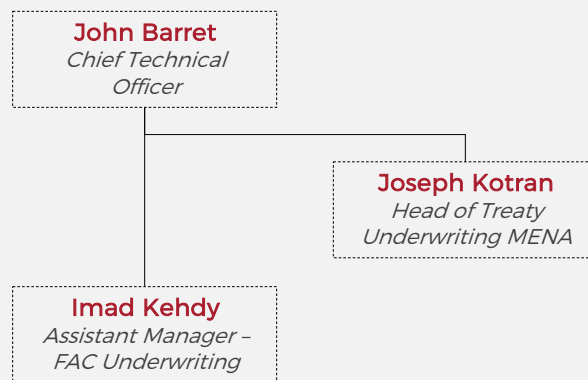 John Barret
Chief Technical
Officer
Joseph Kotran
Head of Treaty
Underwriting MENA
Imad Kehdy
Assistant Manager –
FAC Underwriting